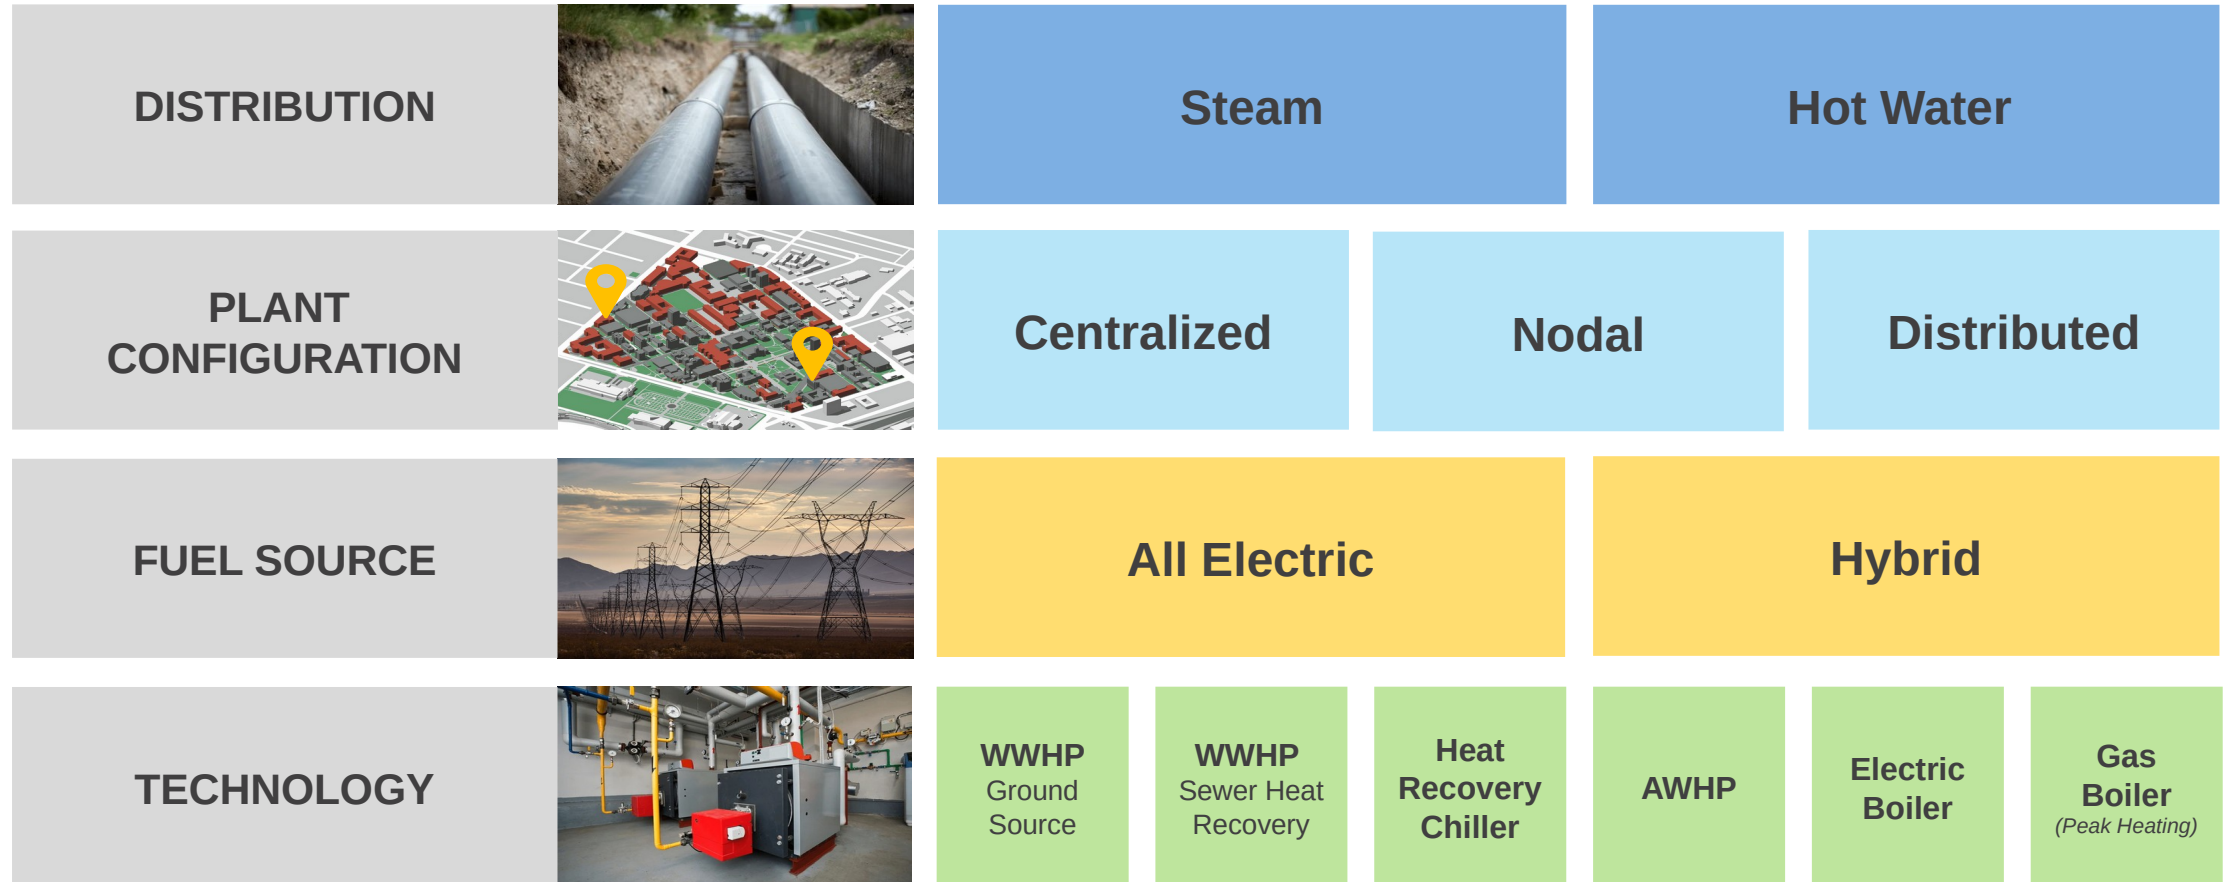 DISTRIBUTION
Steam
Hot Water
PLANT
CONFIGURATION
Centralized
Nodal
Distributed
FUEL SOURCE
All Electric
Hybrid
TECHNOLOGY
WWHP
Ground
Source
WWHP
Sewer Heat
Recovery
Heat
Recovery
Chiller
AWHP
Electric
Boiler
Gas
Boiler
(Peak Heating)